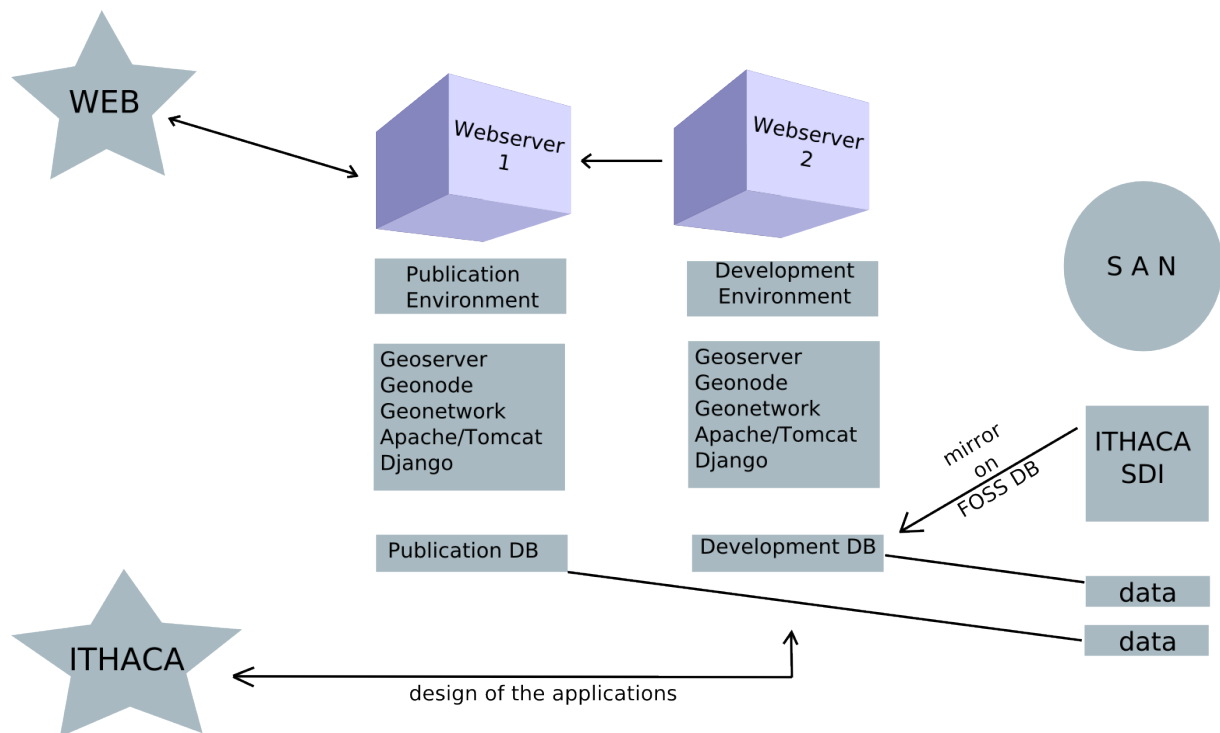 WEB
Webserver
1
Webserver
2
Publication
Environment
Development
Environment
S A N
Geoserver
Geonode
Geonetwork
Apache/Tomcat
Django
Geoserver
Geonode
Geonetwork
Apache/Tomcat
Django
mirror
on
FOSS DB
ITHACA
SDI
Publication DB
Development DB
data
data
ITHACA
design of the applications